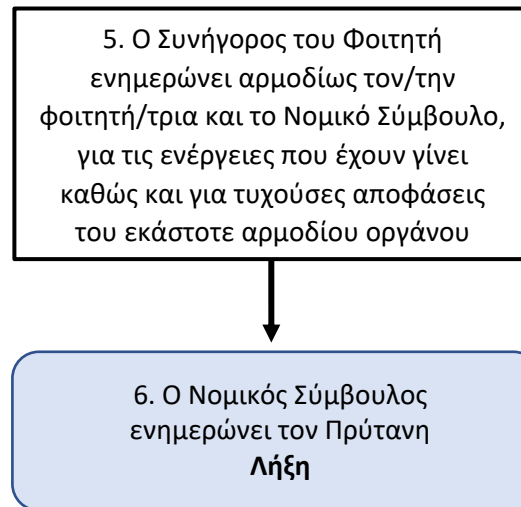 5. Ο Συνήγορος του Φοιτητή
ενημερώνει αρμοδίως τον/την
φοιτητή/τρια και το Νομικό Σύμβουλο,
για τις ενέργειες που έχουν γίνει
καθώς και για τυχούσες αποφάσεις
του εκάστοτε αρμοδίου οργάνου
6. Ο Νομικός Σύμβουλος
ενημερώνει τον Πρύτανη
Λήξη